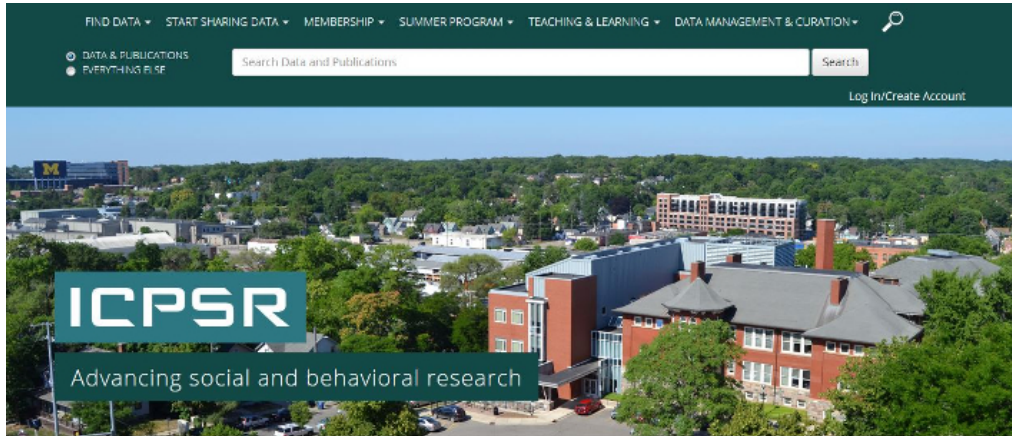 FIND DATA START SHARING DATA MEMBERSHIP SUMMER PROGRAM TEACHING & LEARNING DATA MANAGEMENT & CURATION
DATA & PUBLICATIONS
EVERYTHING ELSE
Search Data and Publications
Search
Log In/Create Account
M
ICPSR
Advancing social and behavioral research